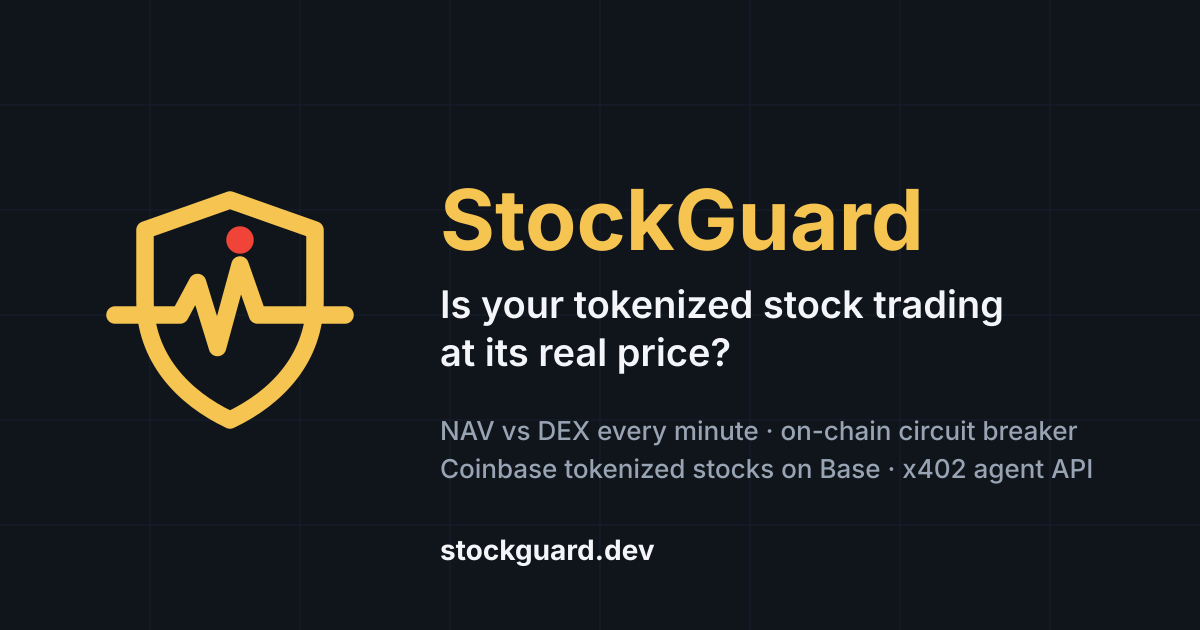 StockGuard
Is your tokenized stock trading
at its real price?
NAV vs DEX every minute · on-chain circuit breaker
Coinbase tokenized stocks on Base · x402 agent API
stockguard.dev